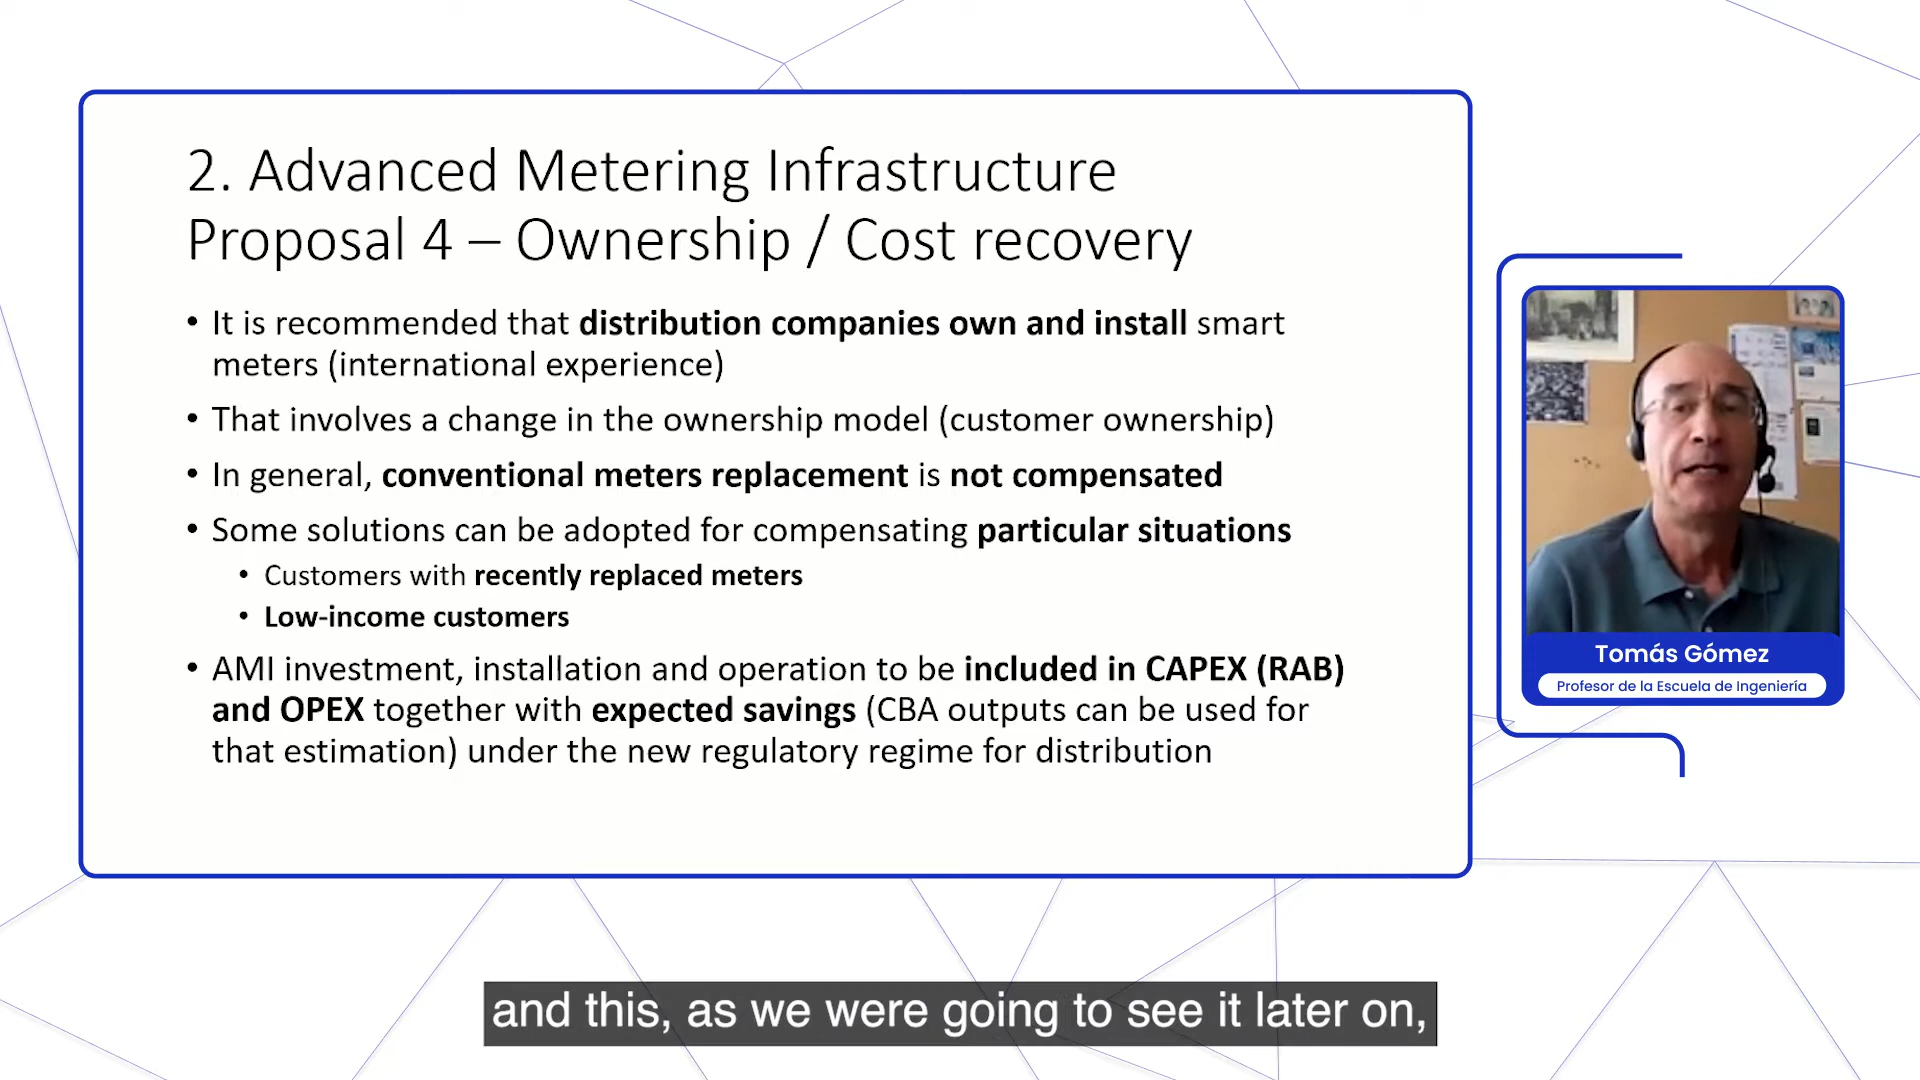 2. Advanced Metering Infrastructure
Proposal 4 – Ownership / Cost recovery
• It is recommended that distribution companies own and install smart
meters (international experience)
• That involves a change in the ownership model (customer ownership)
• In general, conventional meters replacement is not compensated
• Some solutions can be adopted for compensating particular situations
• Customers with recently replaced meters
• Low-income customers
• AMI investment, installation and operation to be included in CAPEX (RAB)
and OPEX together with expected savings (CBA outputs can be used for
that estimation) under the new regulatory regime for distribution
Tomás Gómez
Profesor de la Escuela de Ingeniería
and this, as we were going to see it later on,